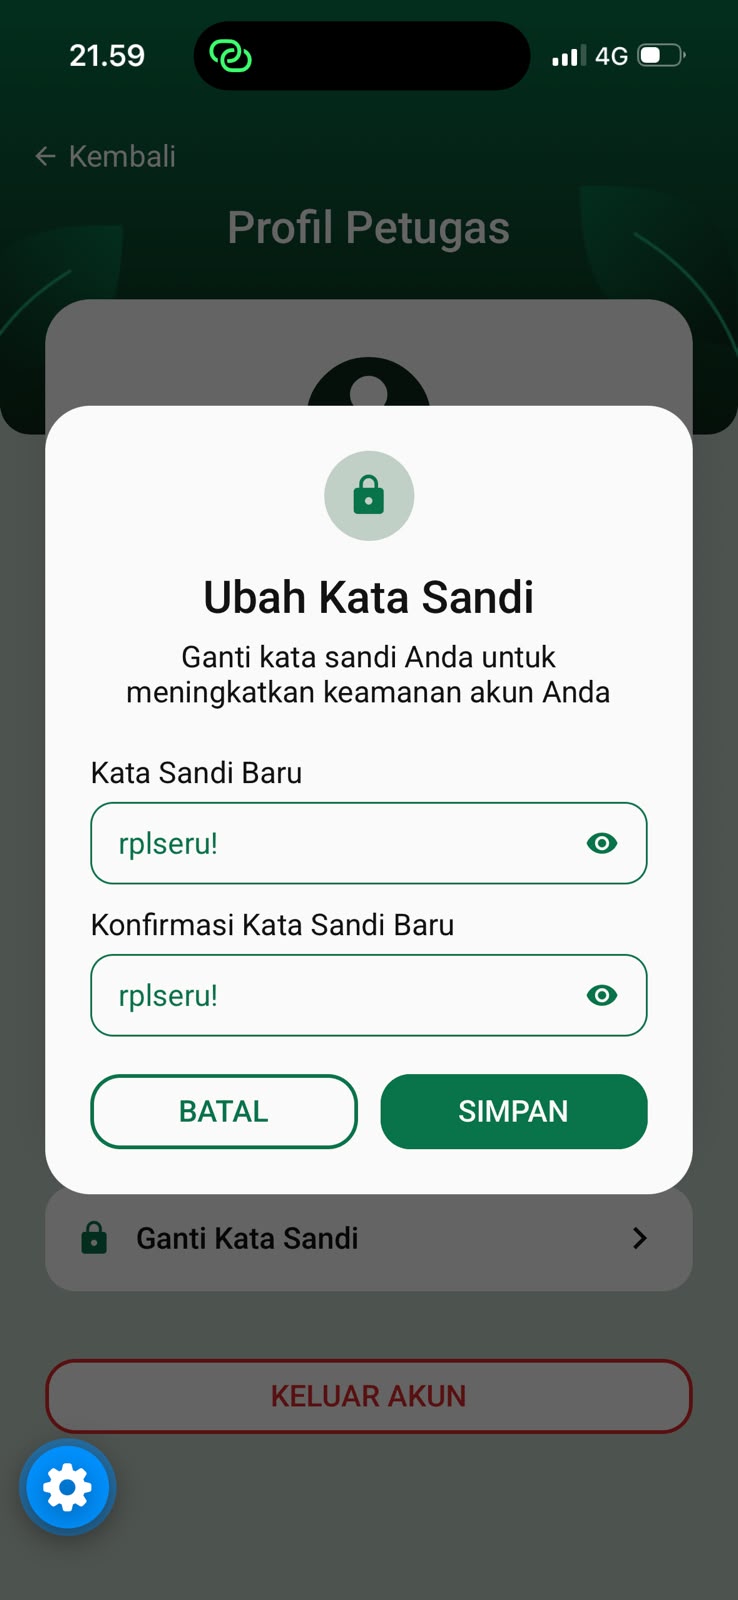 21.59
4G
Kembali
Profil Petugas
Ubah Kata Sandi
Ganti kata sandi Anda untuk
meningkatkan keamanan akun Anda
Kata Sandi Baru
rplseru!
Konfirmasi Kata Sandi Baru
rplseru!
BATAL
SIMPAN
Ganti Kata Sandi
KELUAR AKUN